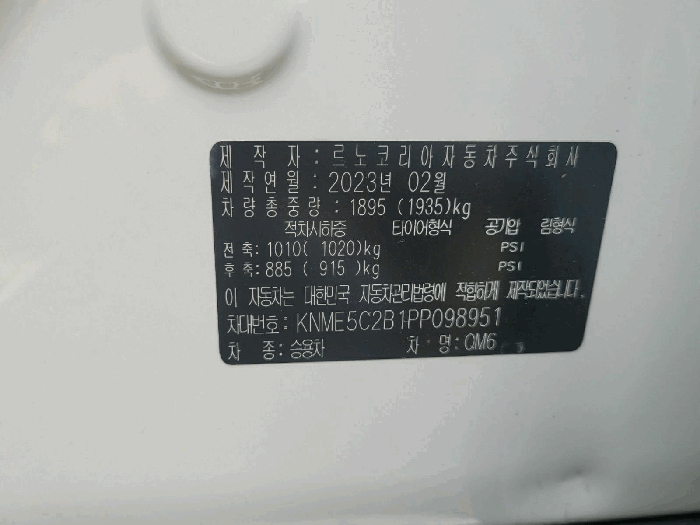 제 작 자 : 르노코리아자동차주식회사
제작연월 : 2023년 02월
차량총중량 : 1895 (1935)kg
적차시하중 타이어형식 공기압 림형식
전 축: 1010( 1020)kg PSI
후 축: 885 ( 915 )kg PSI
이 자동차는 대한민국 자동차관리법령에 적합하게 제작되었습니다.
차대번호: KNME5C2B1PP098951
차 종: 승용차 차 명: QM6